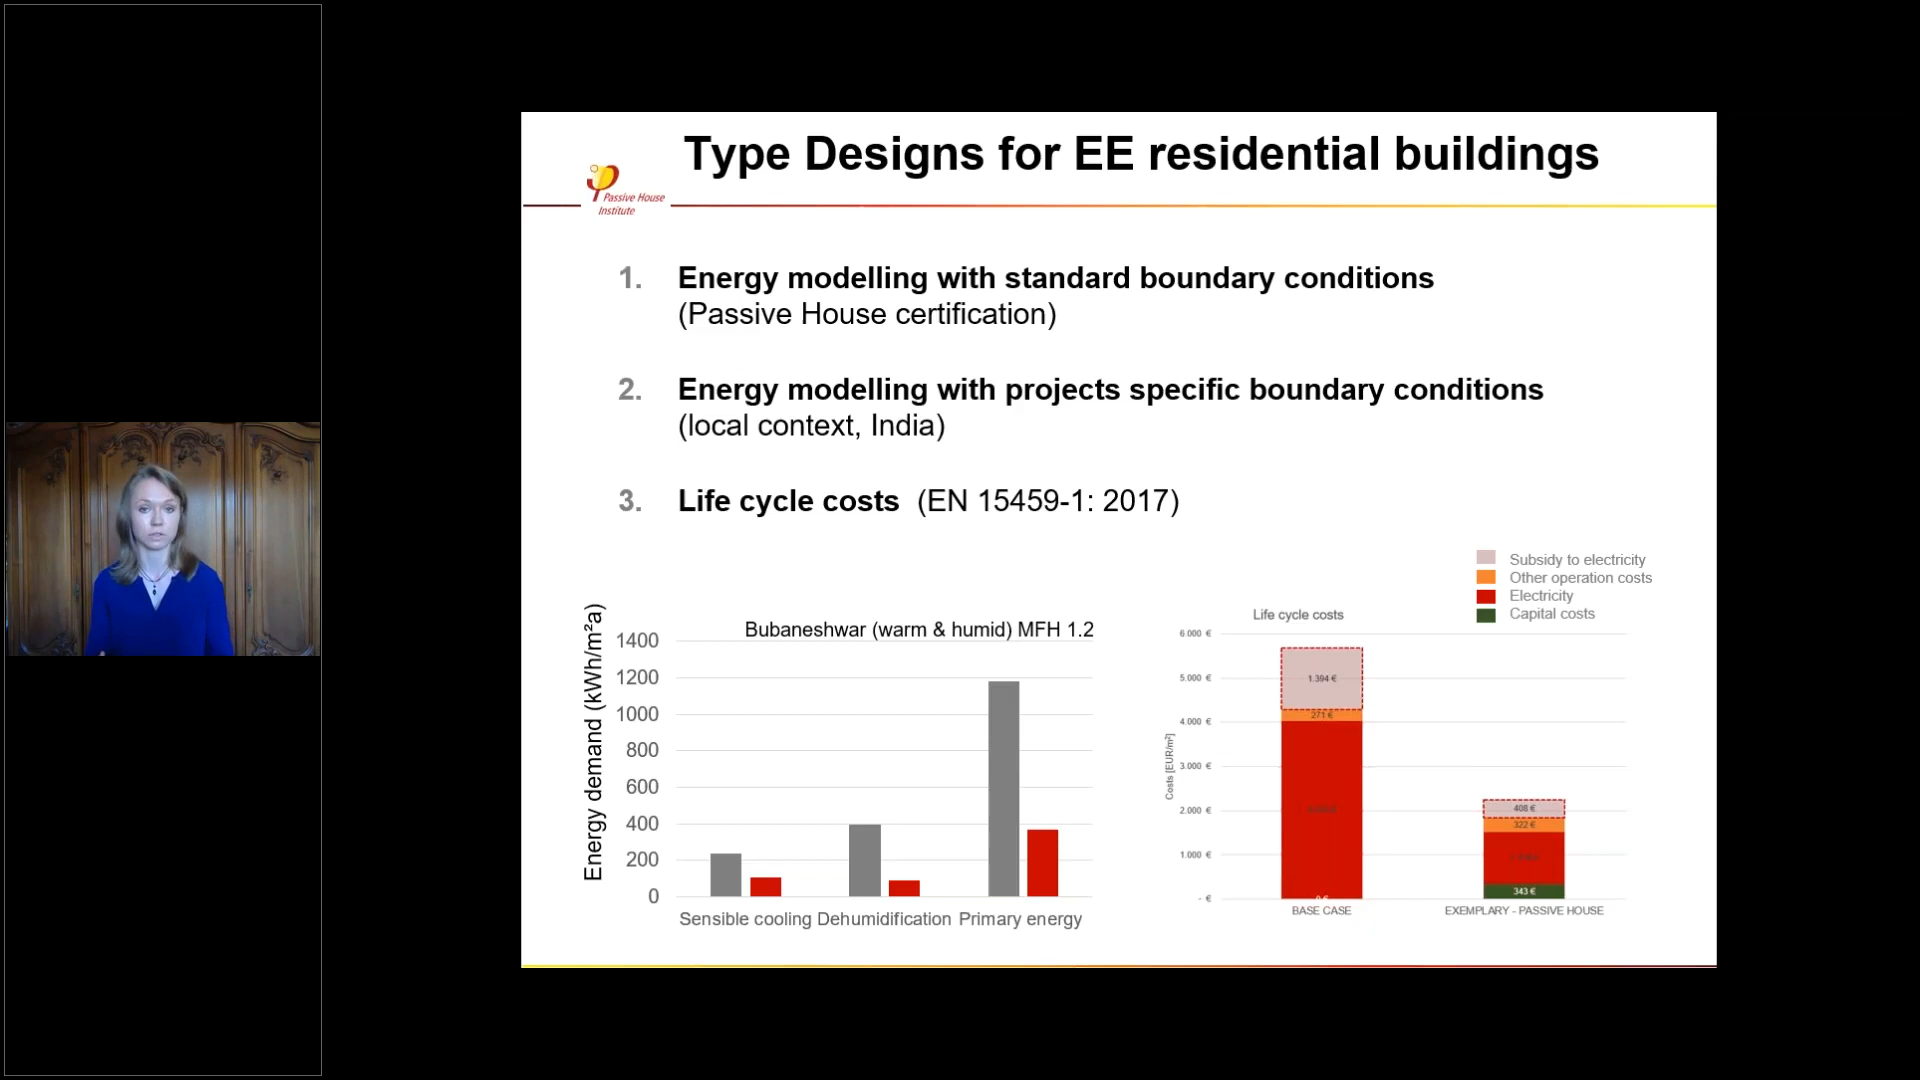 Type Designs for EE residential buildings
Passive House
Institute
1. Energy modelling with standard boundary conditions
(Passive House certification)
2. Energy modelling with projects specific boundary conditions
(local context, India)
3. Life cycle costs (EN 15459-1: 2017)
Energy demand (kWh/m²a)
Bubaneshwar (warm & humid) MFH 1.2
1400
1200
1000
800
600
400
200
0
Sensible cooling Dehumidification Primary energy
Subsidy to electricity
Other operation costs
Electricity
Capital costs
Life cycle costs
Costs [EUR/m²]
6.000 €
5.000 €
4.000 €
3.000 €
2.000 €
1.000 €
- €
1.394 €
271 €
408 €
322 €
343 €
BASE CASE
EXEMPLARY - PASSIVE HOUSE